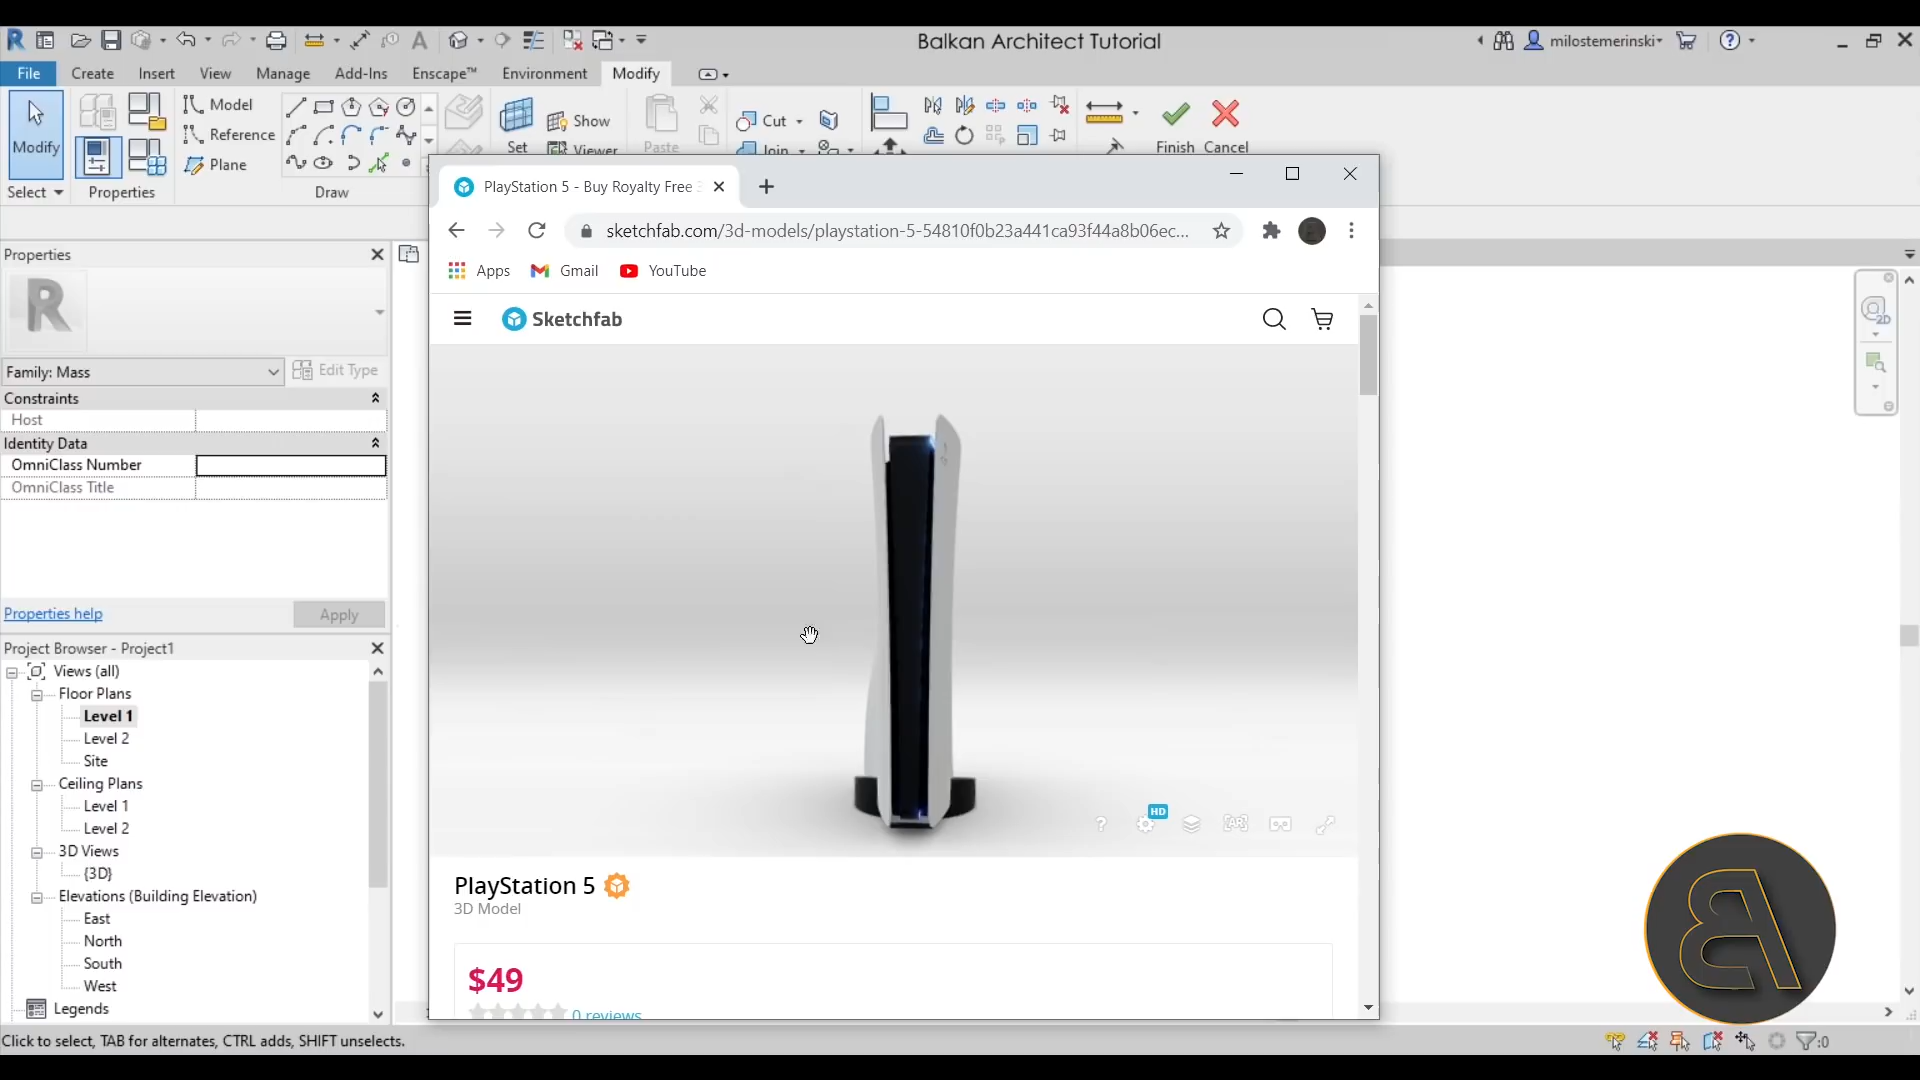 Balkan Architect Tutorial
milostemerinski
File Create Insert View Manage Add-Ins Enscape™ Environment Modify
Modify
Select
Properties
Model
Reference
Plane
Draw
Set
Show
Viewer
Paste
Cut
Join
Finish Cancel
PlayStation 5 - Buy Royalty Free
sketchfab.com/3d-models/playstation-5-54810f0b23a441ca93f44a8b06ec...
Apps Gmail YouTube
Sketchfab
HD
AR
PlayStation 5
3D Model
$49
0 reviews
Properties
R
Family: Mass
Edit Type
Constraints
Host
Identity Data
OmniClass Number
OmniClass Title
Properties help
Apply
Project Browser - Project1
Views (all)
Floor Plans
Level 1
Level 2
Site
Ceiling Plans
Level 1
Level 2
3D Views
{3D}
Elevations (Building Elevation)
East
North
South
West
Legends
2D
Click to select, TAB for alternates, CTRL adds, SHIFT unselects.
:0